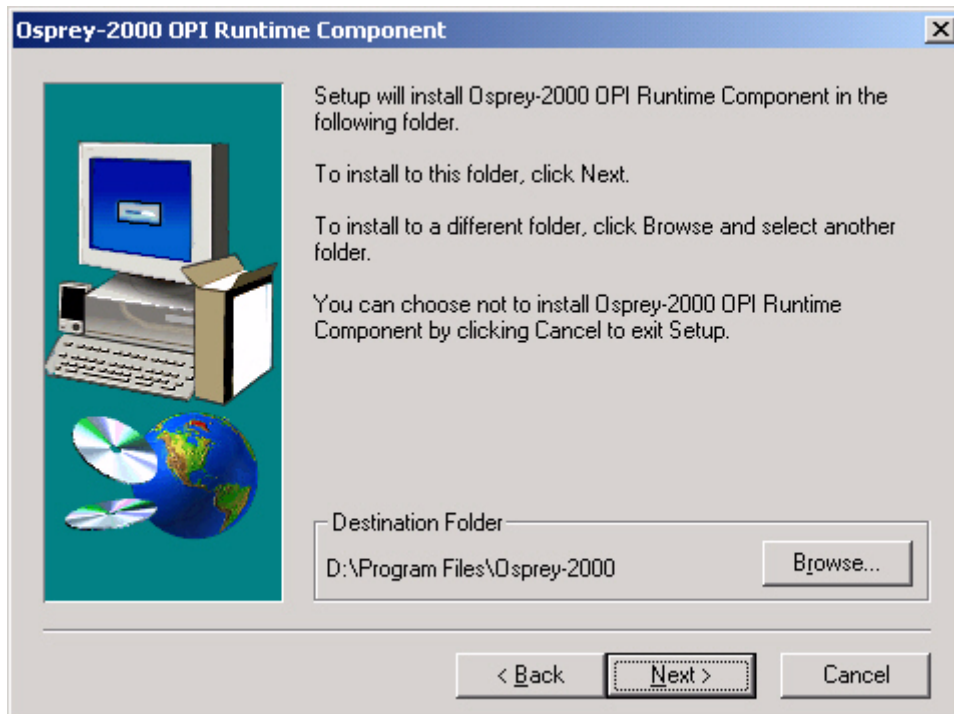 Osprey-2000 OPI Runtime Component
Setup will install Osprey-2000 OPI Runtime Component in the
following folder.
To install to this folder, click Next.
To install to a different folder, click Browse and select another
folder.
You can choose not to install Osprey-2000 OPI Runtime
Component by clicking Cancel to exit Setup.
Destination Folder
D:\Program Files\Osprey-2000
Browse...
< Back
Next >
Cancel